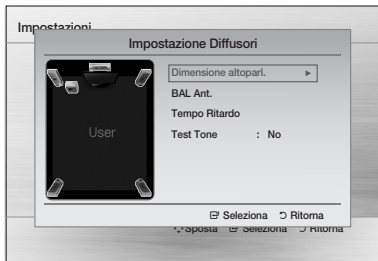 Impostazioni
Impostazione Diffusori
Dimensione altoparl. ►
BAL Ant.
Tempo Ritardo
Test Tone : No
User
Seleziona Ritorna
Sposta Seleziona Ritorna